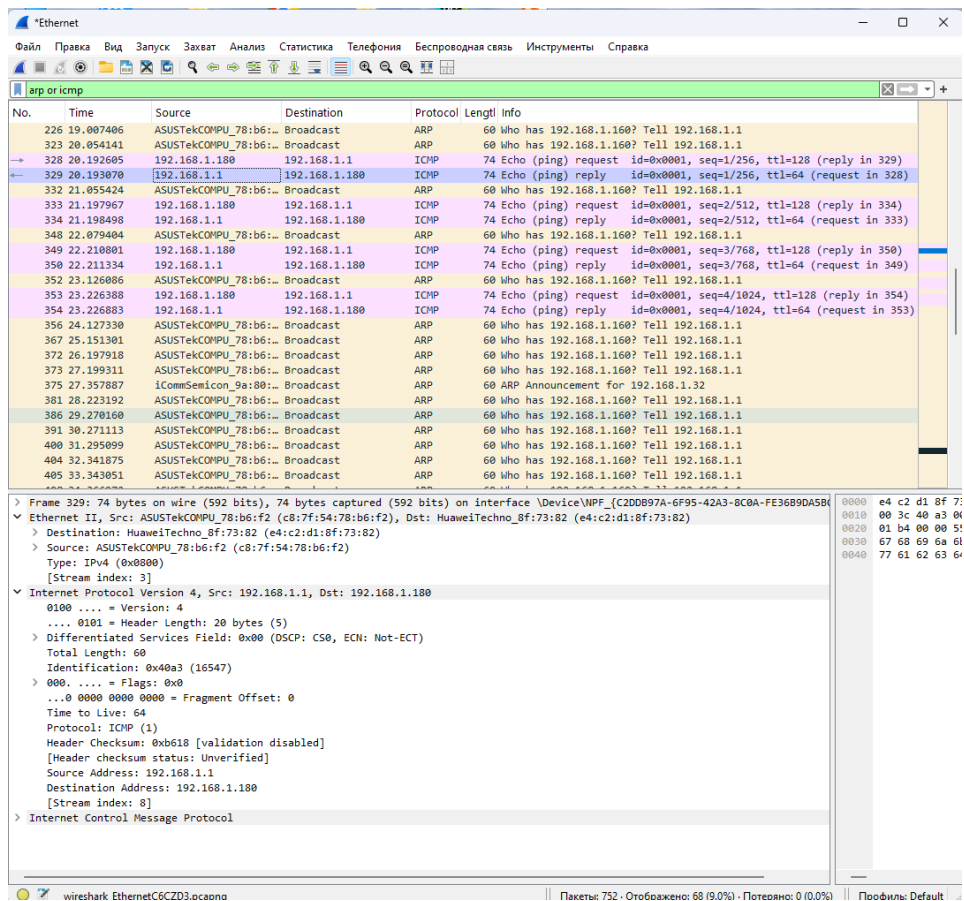 *Ethernet
Файл Правка Вид Запуск Захват Анализ Статистика Телефония Беспроводная связь Инструменты Справка
arp or icmp
No. Time Source Destination Protocol Lengtl Info
226 19.007406 ASUSTekCOMPU_78:b6:… Broadcast ARP 60 Who has 192.168.1.160? Tell 192.168.1.1
323 20.054141 ASUSTekCOMPU_78:b6:… Broadcast ARP 60 Who has 192.168.1.160? Tell 192.168.1.1
328 20.192605 192.168.1.180 192.168.1.1 ICMP 74 Echo (ping) request id=0x0001, seq=1/256, ttl=128 (reply in 329)
329 20.193070 192.168.1.1 192.168.1.180 ICMP 74 Echo (ping) reply id=0x0001, seq=1/256, ttl=64 (request in 328)
332 21.055424 ASUSTekCOMPU_78:b6:… Broadcast ARP 60 Who has 192.168.1.160? Tell 192.168.1.1
333 21.197967 192.168.1.180 192.168.1.1 ICMP 74 Echo (ping) request id=0x0001, seq=2/512, ttl=128 (reply in 334)
334 21.198498 192.168.1.1 192.168.1.180 ICMP 74 Echo (ping) reply id=0x0001, seq=2/512, ttl=64 (request in 333)
348 22.079404 ASUSTekCOMPU_78:b6:… Broadcast ARP 60 Who has 192.168.1.160? Tell 192.168.1.1
349 22.210801 192.168.1.180 192.168.1.1 ICMP 74 Echo (ping) request id=0x0001, seq=3/768, ttl=128 (reply in 350)
350 22.211334 192.168.1.1 192.168.1.180 ICMP 74 Echo (ping) reply id=0x0001, seq=3/768, ttl=64 (request in 349)
352 23.126086 ASUSTekCOMPU_78:b6:… Broadcast ARP 60 Who has 192.168.1.160? Tell 192.168.1.1
353 23.226388 192.168.1.180 192.168.1.1 ICMP 74 Echo (ping) request id=0x0001, seq=4/1024, ttl=128 (reply in 354)
354 23.226883 192.168.1.1 192.168.1.180 ICMP 74 Echo (ping) reply id=0x0001, seq=4/1024, ttl=64 (request in 353)
356 24.127330 ASUSTekCOMPU_78:b6:… Broadcast ARP 60 Who has 192.168.1.160? Tell 192.168.1.1
367 25.151301 ASUSTekCOMPU_78:b6:… Broadcast ARP 60 Who has 192.168.1.160? Tell 192.168.1.1
372 26.197918 ASUSTekCOMPU_78:b6:… Broadcast ARP 60 Who has 192.168.1.160? Tell 192.168.1.1
373 27.199311 ASUSTekCOMPU_78:b6:… Broadcast ARP 60 Who has 192.168.1.160? Tell 192.168.1.1
375 27.357887 iCommSemicon_9a:80:… Broadcast ARP 60 ARP Announcement for 192.168.1.32
381 28.223192 ASUSTekCOMPU_78:b6:… Broadcast ARP 60 Who has 192.168.1.160? Tell 192.168.1.1
386 29.270160 ASUSTekCOMPU_78:b6:… Broadcast ARP 60 Who has 192.168.1.160? Tell 192.168.1.1
391 30.271113 ASUSTekCOMPU_78:b6:… Broadcast ARP 60 Who has 192.168.1.160? Tell 192.168.1.1
400 31.295099 ASUSTekCOMPU_78:b6:… Broadcast ARP 60 Who has 192.168.1.160? Tell 192.168.1.1
404 32.341875 ASUSTekCOMPU_78:b6:… Broadcast ARP 60 Who has 192.168.1.160? Tell 192.168.1.1
405 33.343051 ASUSTekCOMPU_78:b6:… Broadcast ARP 60 Who has 192.168.1.160? Tell 192.168.1.1
Frame 329: 74 bytes on wire (592 bits), 74 bytes captured (592 bits) on interface \Device\NPF_{C2DDB97A-6F95-42A3-8C0A-FE36B9DA5B
Ethernet II, Src: ASUSTekCOMPU_78:b6:f2 (c8:7f:54:78:b6:f2), Dst: HuaweiTechno_8f:73:82 (e4:c2:d1:8f:73:82)
Destination: HuaweiTechno_8f:73:82 (e4:c2:d1:8f:73:82)
Source: ASUSTekCOMPU_78:b6:f2 (c8:7f:54:78:b6:f2)
Type: IPv4 (0x0800)
[Stream index: 3]
Internet Protocol Version 4, Src: 192.168.1.1, Dst: 192.168.1.180
0100 .... = Version: 4
.... 0101 = Header Length: 20 bytes (5)
Differentiated Services Field: 0x00 (DSCP: CS0, ECN: Not-ECT)
Total Length: 60
Identification: 0x40a3 (16547)
000. .... = Flags: 0x0
...0 0000 0000 0000 = Fragment Offset: 0
Time to Live: 64
Protocol: ICMP (1)
Header Checksum: 0xb618 [validation disabled]
[Header checksum status: Unverified]
Source Address: 192.168.1.1
Destination Address: 192.168.1.180
[Stream index: 8]
Internet Control Message Protocol
0000 e4 c2 d1 8f 73
0010 00 3c 40 a3 00
0020 01 b4 00 00 55
0030 67 68 69 6a 6b
0040 77 61 62 63 64
wireshark_EthernetC6CZD3.pcapng
Пакеты: 752 · Отображено: 68 (9.0%) · Потеряно: 0 (0.0%)
Профиль: Default